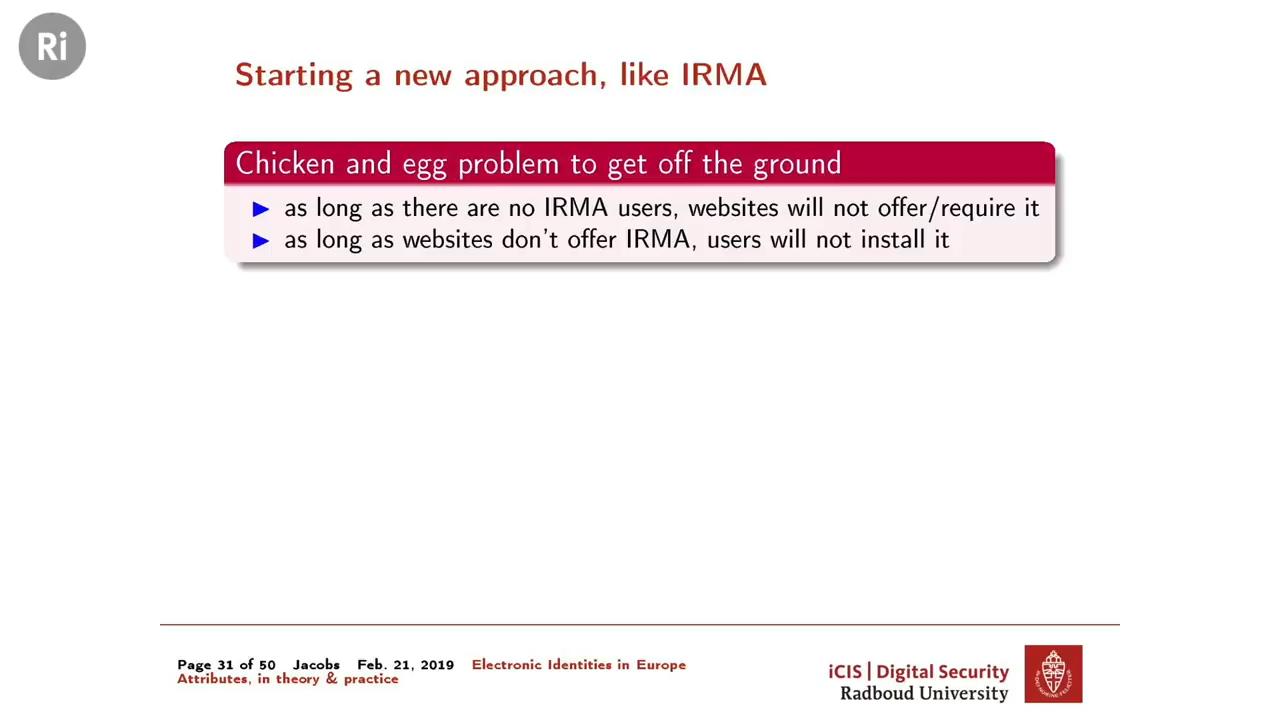 Ri
Starting a new approach, like IRMA
Chicken and egg problem to get off the ground
▶ as long as there are no IRMA users, websites will not offer/require it
▶ as long as websites don't offer IRMA, users will not install it
Page 31 of 50 Jacobs Feb. 21, 2019 Electronic Identities in Europe
Attributes, in theory & practice
iCIS | Digital Security
Radboud University